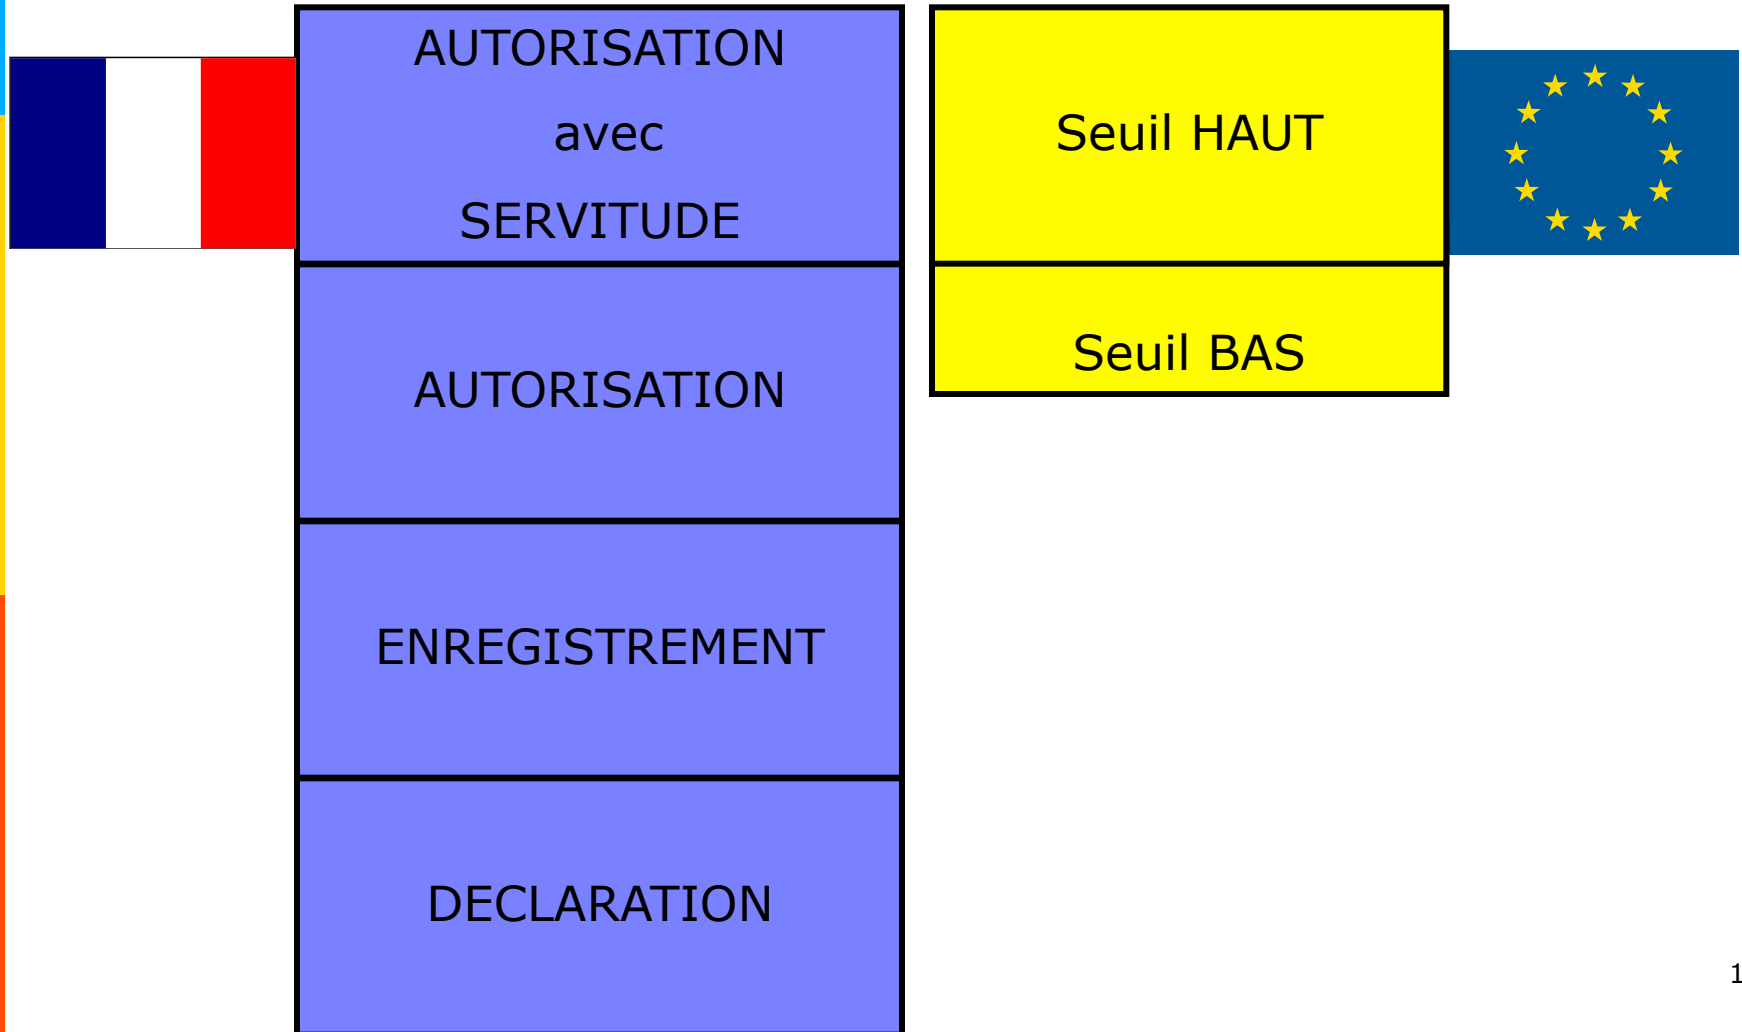 AUTORISATION
avec
SERVITUDE
AUTORISATION
ENREGISTREMENT
DECLARATION
Seuil HAUT
Seuil BAS
1